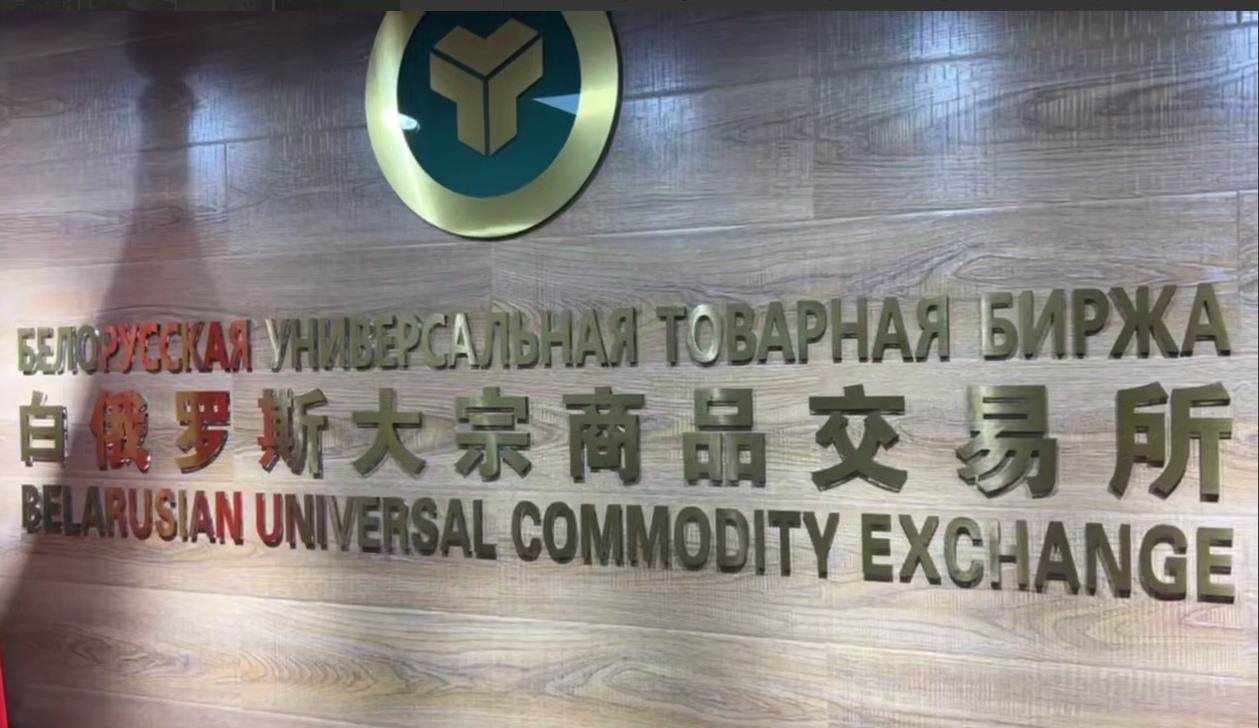 БЕЛОРУССКАЯ УНИВЕРСАЛЬНАЯ ТОВАРНАЯ БИРЖА
白俄罗斯大宗商品交易所
BELARUSIAN UNIVERSAL COMMODITY EXCHANGE